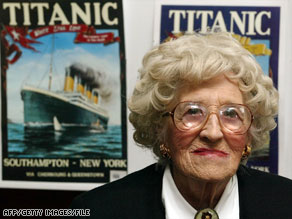 TITANIC
TITANIC
SOUTHAMPTON - NEW YORK
VIA CHERBOURG & QUEENSTOWN
AFP/GETTY IMAGES/FILE